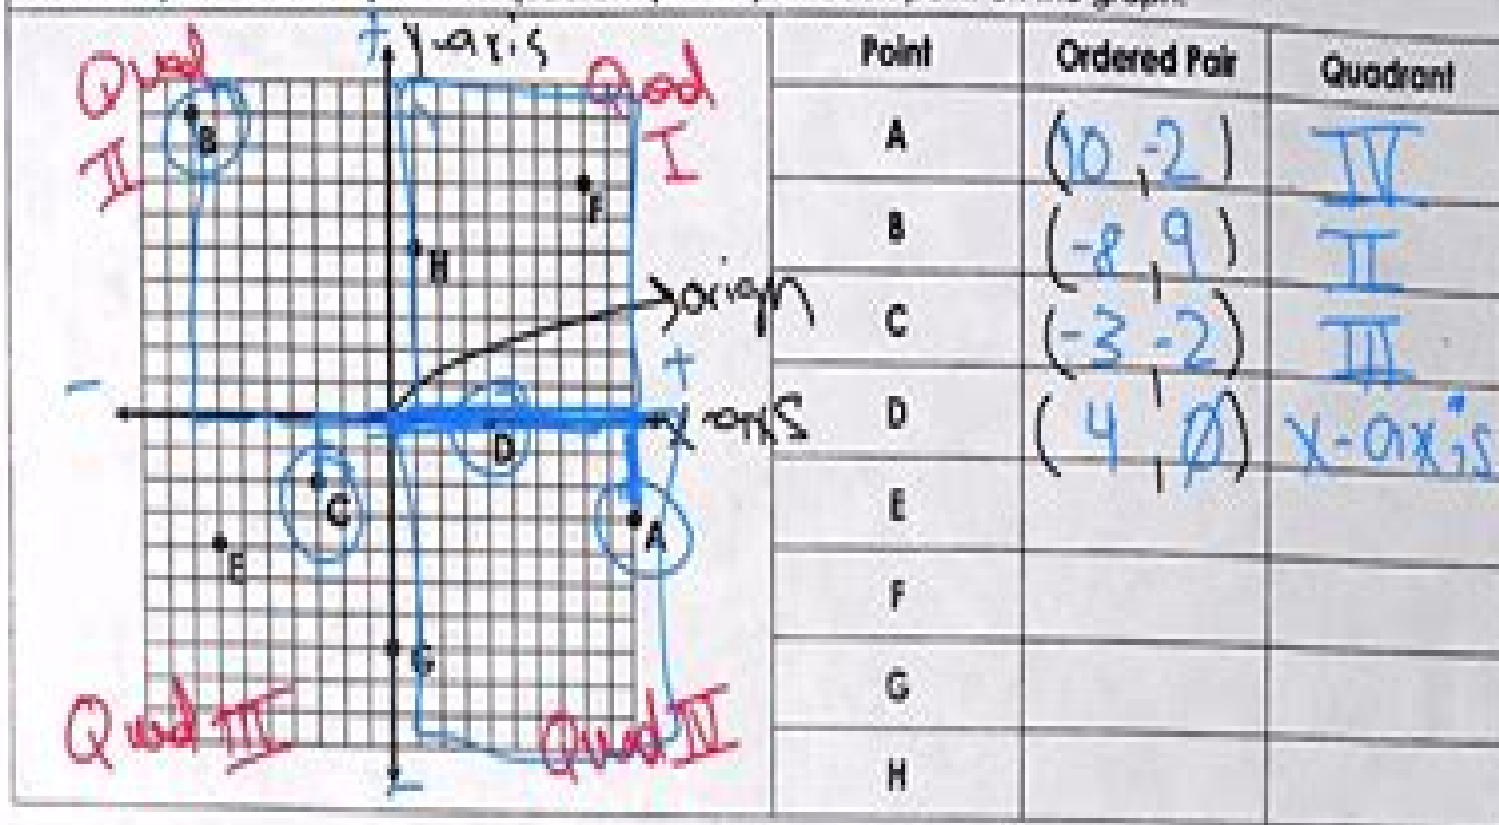 + y-axis
Quad
II
Quad
I
B
F
H
→origin
-
+
x-axis
D
C
A
E
G
Quad III
Quad IV
-
Point Ordered Pair Quadrant
A (10,-2) IV
B (-8,9) II
C (-3,-2) III
D (4,0) x-axis
E
F
G
H